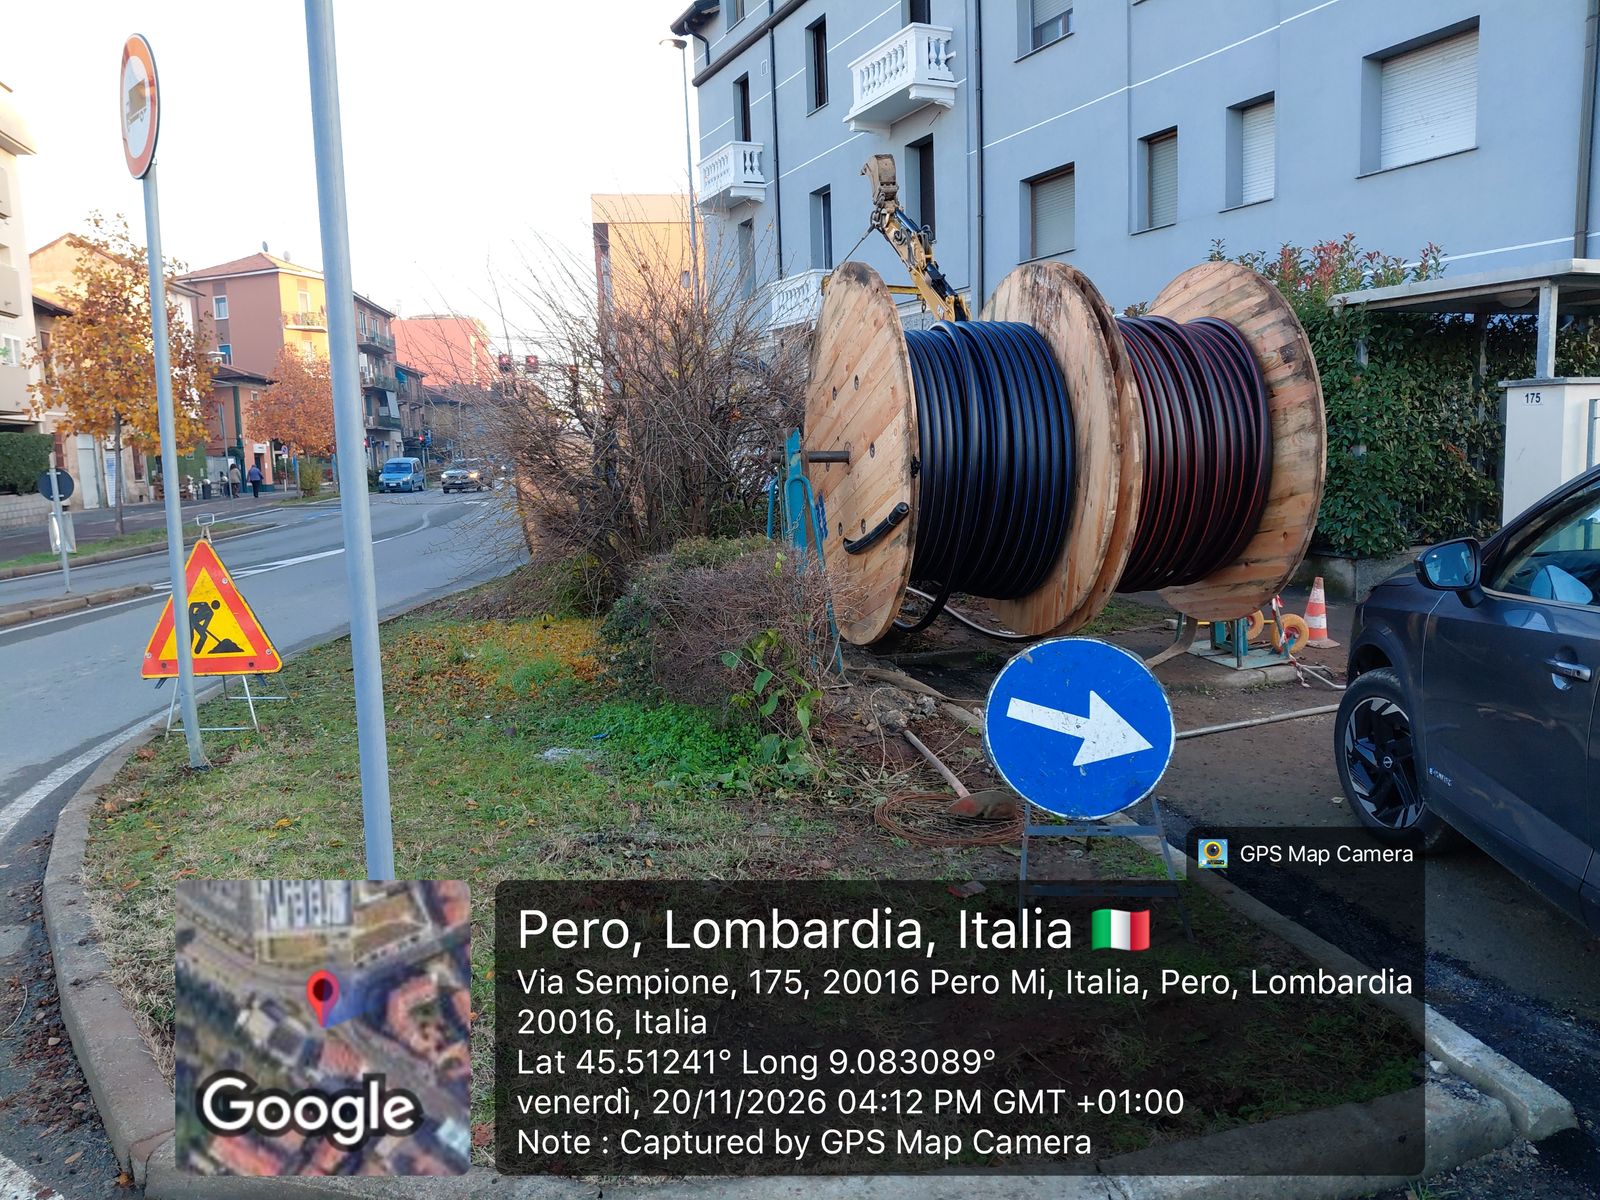 175
GPS Map Camera
Pero, Lombardia, Italia
Via Sempione, 175, 20016 Pero Mi, Italia, Pero, Lombardia
20016, Italia
Lat 45.51241° Long 9.083089°
venerdì, 20/11/2026 04:12 PM GMT +01:00
Note : Captured by GPS Map Camera
Google